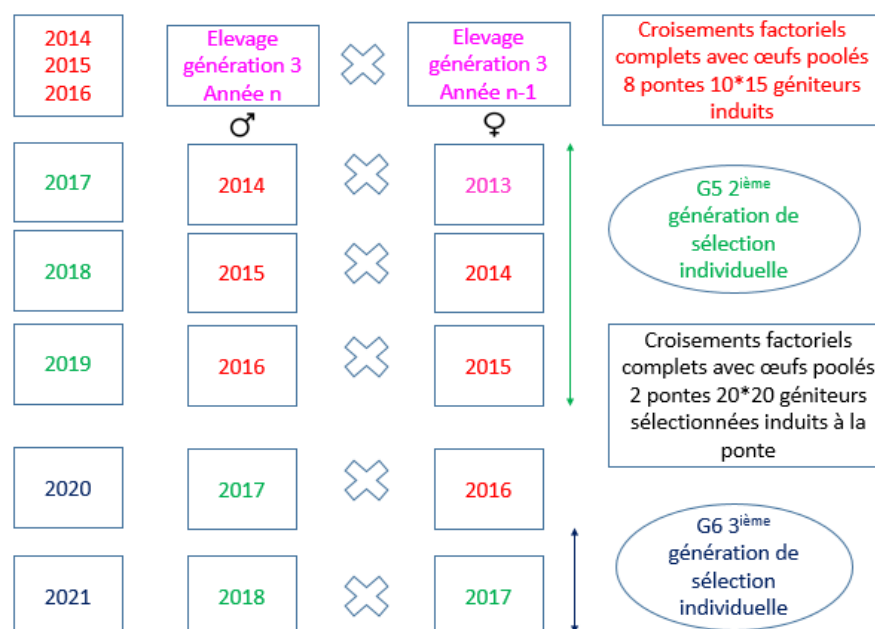 2014
2015
2016
Elevage
génération 3
Année n
Elevage
génération 3
Année n-1
Croisements factoriels
complets avec œufs poolés
8 pontes 10*15 géniteurs
induits
♂
♀
2017
2014
2013
G5 2ième
génération de
sélection
individuelle
2018
2015
2014
2019
2016
2015
Croisements factoriels
complets avec œufs poolés
2 pontes 20*20 géniteurs
sélectionnées induits à la
ponte
2020
2017
2016
G6 3ième
génération de
sélection
individuelle
2021
2018
2017